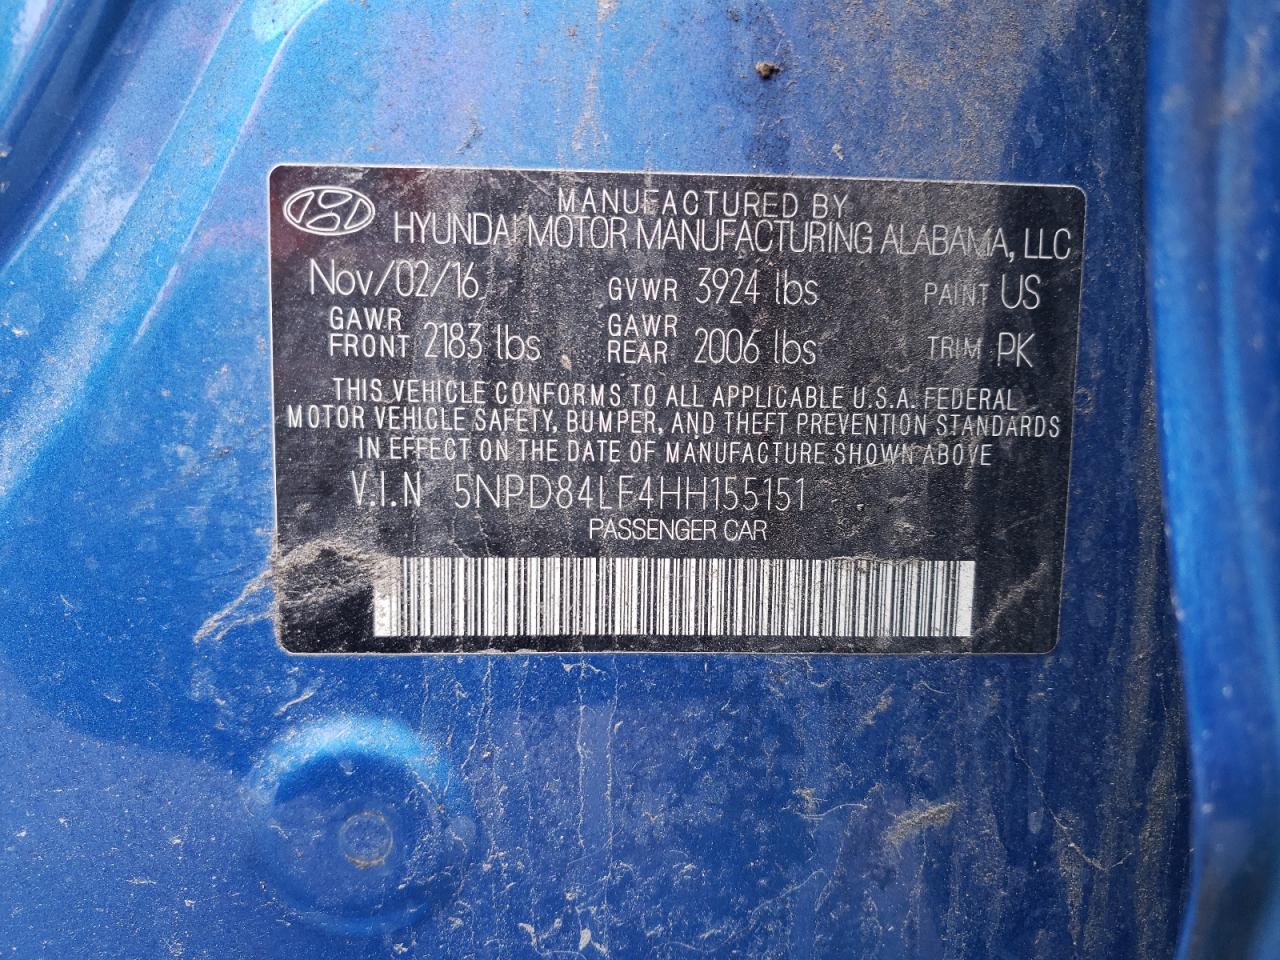 MANUFACTURED BY
HYUNDAI MOTOR MANUFACTURING ALABAMA, LLC
Nov/02/16 GVWR 3924 lbs PAINT US
GAWR FRONT 2183 lbs GAWR REAR 2006 lbs TRIM PK
THIS VEHICLE CONFORMS TO ALL APPLICABLE U.S.A. FEDERAL
MOTOR VEHICLE SAFETY, BUMPER, AND THEFT PREVENTION STANDARDS
IN EFFECT ON THE DATE OF MANUFACTURE SHOWN ABOVE
V.I.N 5NPD84LF4HH155151
PASSENGER CAR